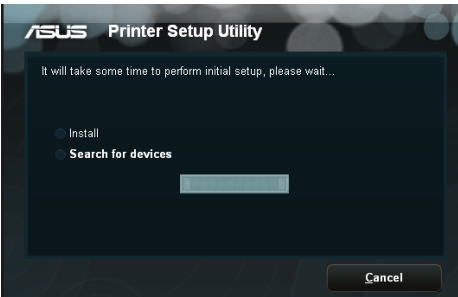 ASUS Printer Setup Utility
It will take some time to perform initial setup, please wait...
Install
Search for devices
Cancel